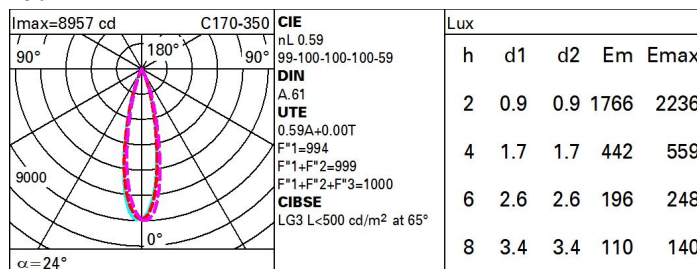 Imax=8957 cd C170-350
90° 180° 90°
9000
0°
α=24°
CIE
nL 0.59
99-100-100-100-59
DIN
A.61
UTE
0.59A+0.00T
F"1=994
F"1+F"2=999
F"1+F"2+F"3=1000
CIBSE
LG3 L<500 cd/m² at 65°
Lux
h d1 d2 Em Emax
2 0.9 0.9 1766 2236
4 1.7 1.7 442 559
6 2.6 2.6 196 248
8 3.4 3.4 110 140